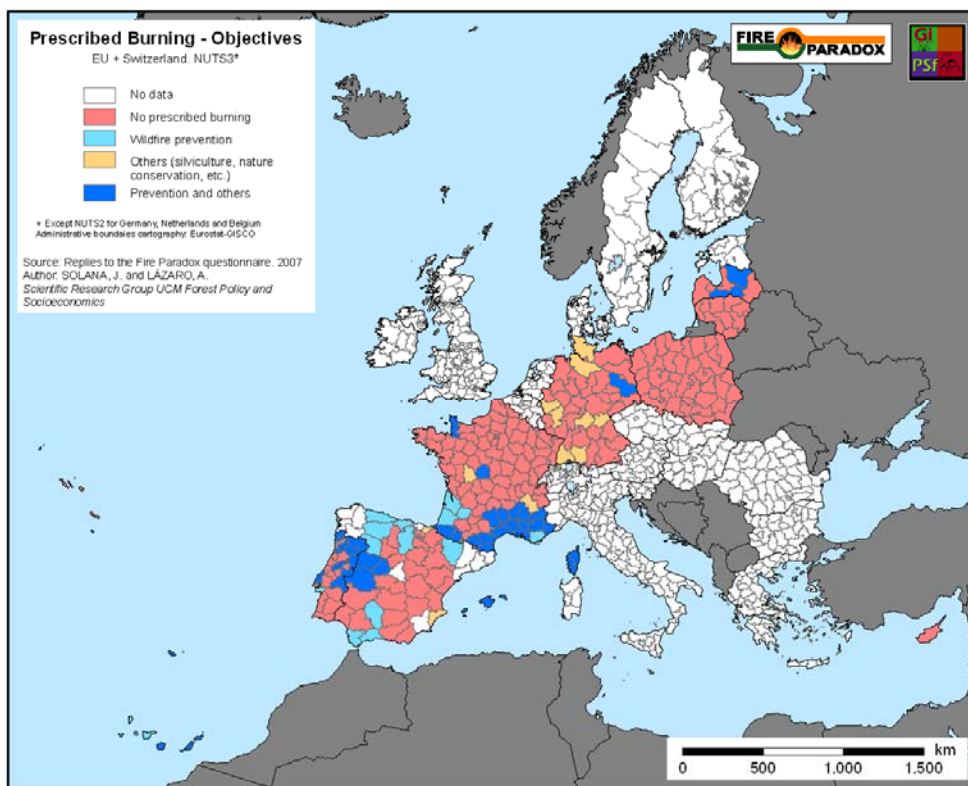 Prescribed Burning - Objectives
EU + Switzerland. NUTS3*
No data
No prescribed burning
Wildfire prevention
Others (silviculture, nature
conservation, etc.)
Prevention and others
* Except NUTS2 for Germany, Netherlands and Belgium
Administrative boundaies cartography: Eurostat-GISCO
Source: Replies to the Fire Paradox questionnaire. 2007
Author: SOLANA, J. and LÁZARO, A.
Scientific Research Group UCM Forest Policy and
Socioeconomics
FIRE
PARADOX
GI
PSf
km
0 500 1.000 1.500